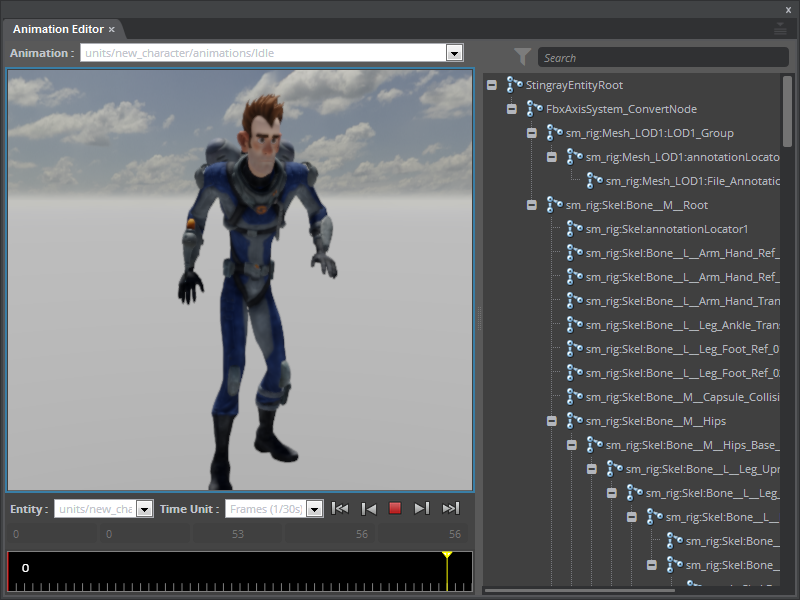 Animation Editor
Animation :
units/new_character/animations/Idle
Search
StingrayEntityRoot
FbxAxisSystem_ConvertNode
sm_rig:Mesh_LOD1:LOD1_Group
sm_rig:Mesh_LOD1:annotationLocato
sm_rig:Mesh_LOD1:File_Annotatic
sm_rig:Skel:Bone__M__Root
sm_rig:Skel:annotationLocator1
sm_rig:Skel:Bone__L__Arm_Hand_Ref_
sm_rig:Skel:Bone__L__Arm_Hand_Ref_
sm_rig:Skel:Bone__L__Arm_Hand_Tran
sm_rig:Skel:Bone__L__Leg_Ankle_Tran
sm_rig:Skel:Bone__L__Leg_Foot_Ref_0
sm_rig:Skel:Bone__L__Leg_Foot_Ref_0
sm_rig:Skel:Bone__M__Capsule_Collisi
sm_rig:Skel:Bone__M__Hips
sm_rig:Skel:Bone__M__Hips_Base_
sm_rig:Skel:Bone__L__Leg_Upr
sm_rig:Skel:Bone__L__Leg_
sm_rig:Skel:Bone__L__
sm_rig:Skel:Bone_
sm_rig:Skel:Bone_
Entity :
units/new_cha
Time Unit :
Frames (1/30s)
0 0 53 56 56
0